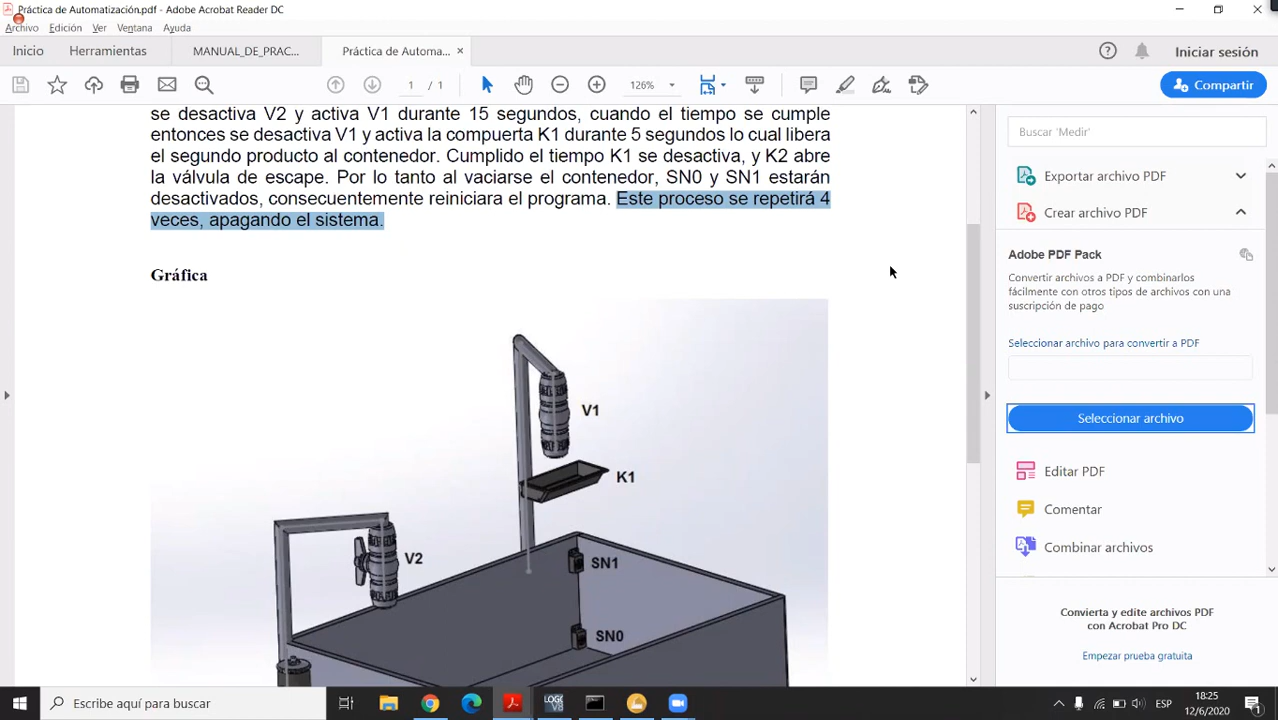 Práctica de Automatización.pdf - Adobe Acrobat Reader DC
Archivo Edición Ver Ventana Ayuda
Inicio Herramientas MANUAL_DE_PRAC... Práctica de Automa... ×
Iniciar sesión
1 / 1 126% Compartir
se desactiva V2 y activa V1 durante 15 segundos, cuando el tiempo se cumple
entonces se desactiva V1 y activa la compuerta K1 durante 5 segundos lo cual libera
el segundo producto al contenedor. Cumplido el tiempo K1 se desactiva, y K2 abre
la válvula de escape. Por lo tanto al vaciarse el contenedor, SN0 y SN1 estarán
desactivados, consecuentemente reiniciara el programa. Este proceso se repetirá 4
veces, apagando el sistema.
Gráfica
V1
K1
V2
SN1
SN0
Buscar 'Medir'
Exportar archivo PDF
Crear archivo PDF
Adobe PDF Pack
Convertir archivos a PDF y combinarlos
fácilmente con otros tipos de archivos con una
suscripción de pago
Seleccionar archivo para convertir a PDF
Seleccionar archivo
Editar PDF
Comentar
Combinar archivos
Convierta y edite archivos PDF
con Acrobat Pro DC
Empezar prueba gratuita
Escribe aquí para buscar
ESP
18:25
12/6/2020
1